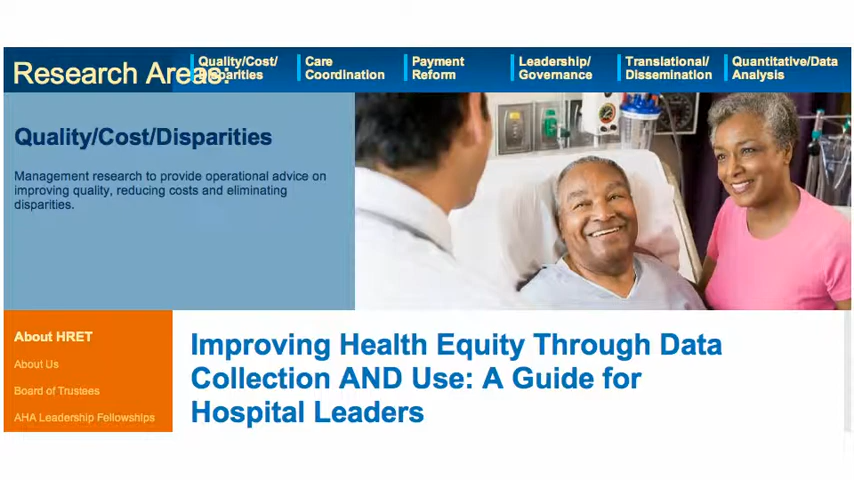 Research Areas:
Quality/Cost/
Disparities
Care
Coordination
Payment
Reform
Leadership/
Governance
Translational/
Dissemination
Quantitative/Data
Analysis
Quality/Cost/Disparities
Management research to provide operational advice on
improving quality, reducing costs and eliminating
disparities.
About HRET
About Us
Board of Trustees
AHA Leadership Fellowships
Improving Health Equity Through Data
Collection AND Use: A Guide for
Hospital Leaders